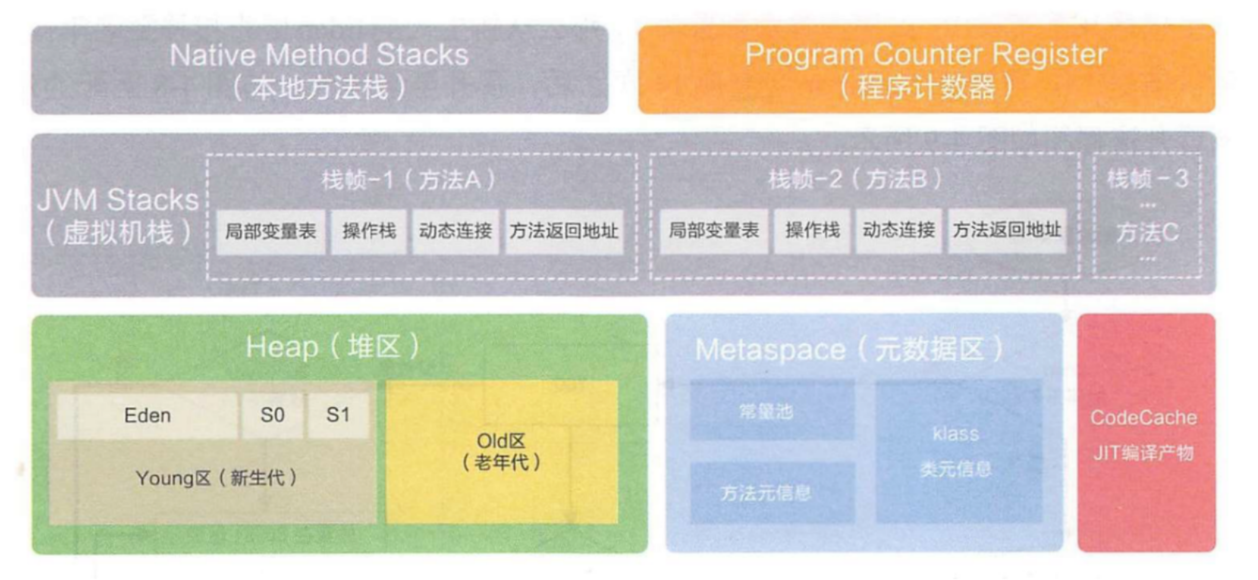 Native Method Stacks
（本地方法栈）
Program Counter Register
（程序计数器）
JVM Stacks
（虚拟机栈）
栈帧-1（方法A）
局部变量表
操作栈
动态连接
方法返回地址
栈帧-2（方法B）
局部变量表
操作栈
动态连接
方法返回地址
栈帧-3
...
方法C
...
Heap（堆区）
Eden
S0
S1
Young区（新生代）
Old区
（老年代）
Metaspace（元数据区）
常量池
方法元信息
klass
类元信息
CodeCache
JIT编译产物